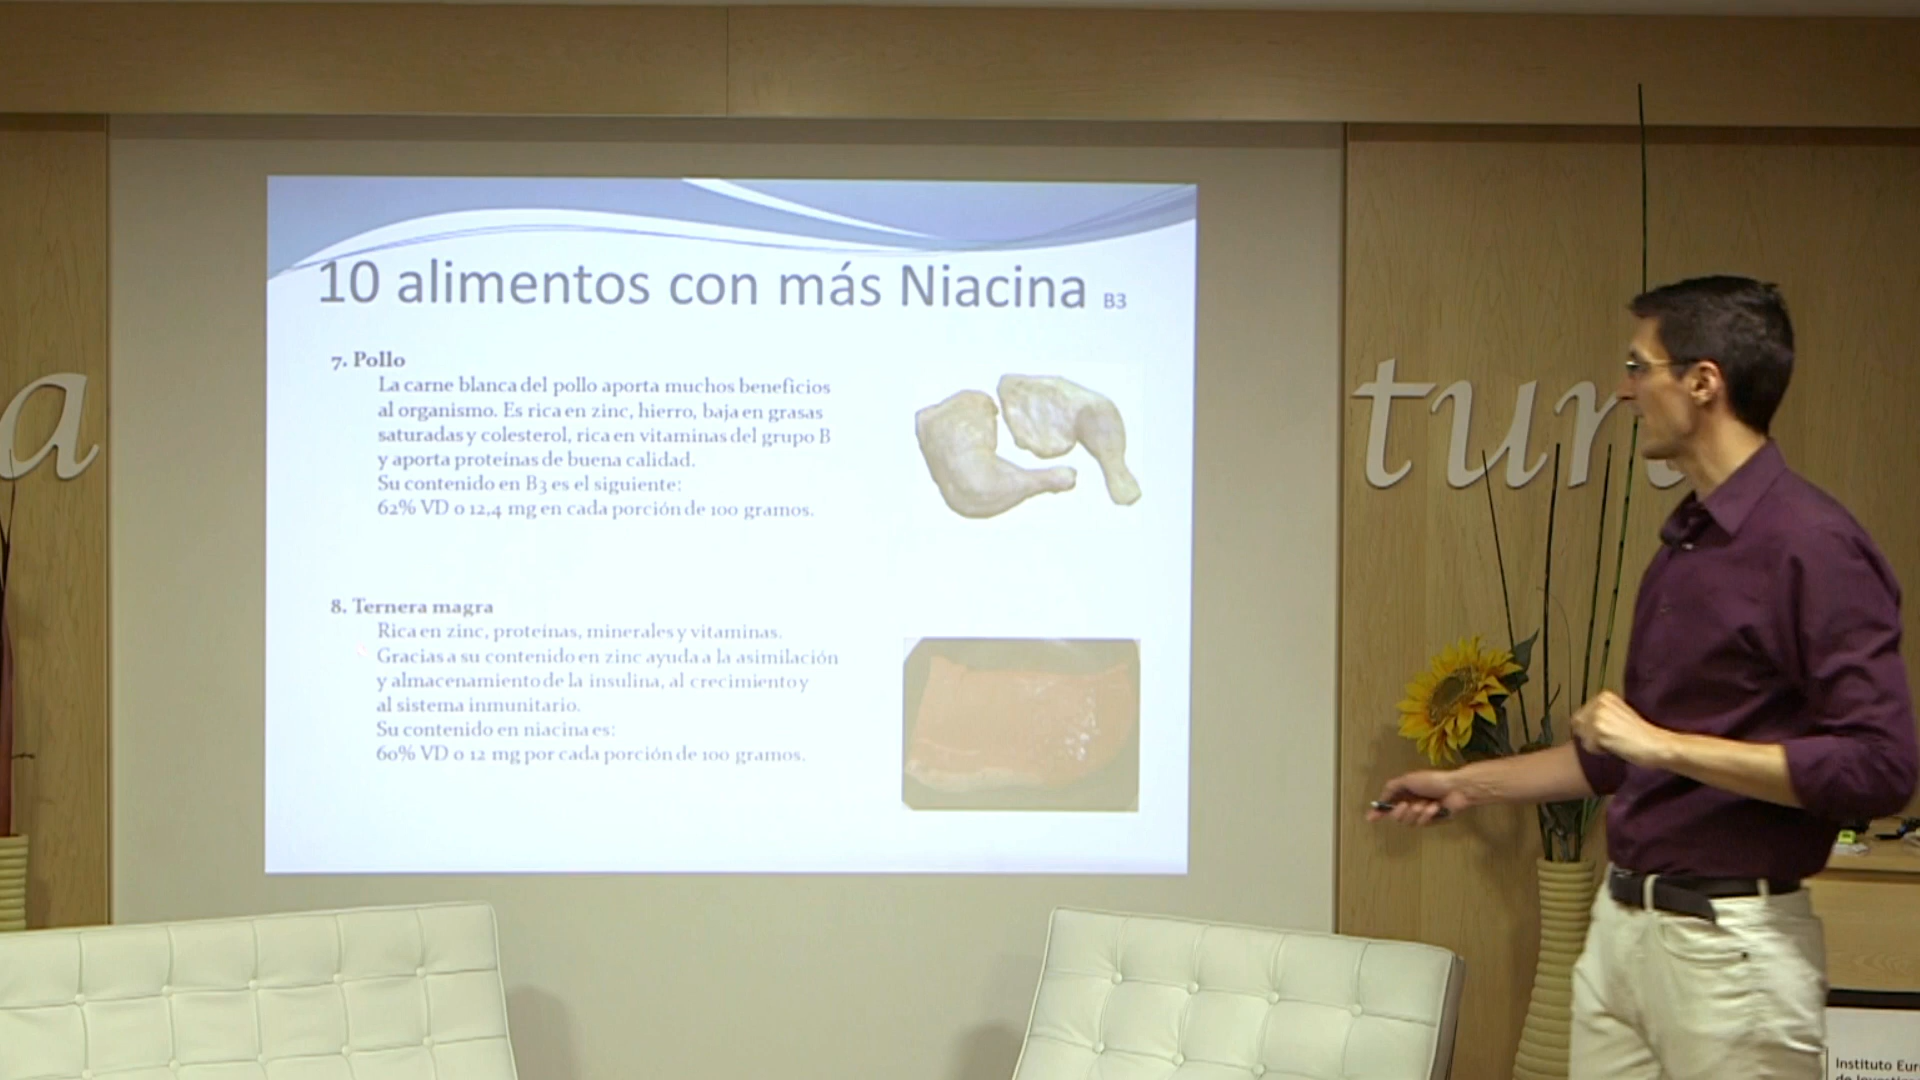 10 alimentos con más Niacina B3
7. Pollo
La carne blanca del pollo aporta muchos beneficios
al organismo. Es rica en zinc, hierro, baja en grasas
saturadas y colesterol, rica en vitaminas del grupo B
y aporta proteínas de buena calidad.
Su contenido en B3 es el siguiente:
62% VD o 12,4 mg en cada porción de 100 gramos.
8. Ternera magra
Rica en zinc, proteínas, minerales y vitaminas.
Gracias a su contenido en zinc ayuda a la asimilación
y almacenamiento de la insulina, al crecimiento y
al sistema inmunitario.
Su contenido en niacina es:
60% VD o 12 mg por cada porción de 100 gramos.
a
tur
Instituto Eur